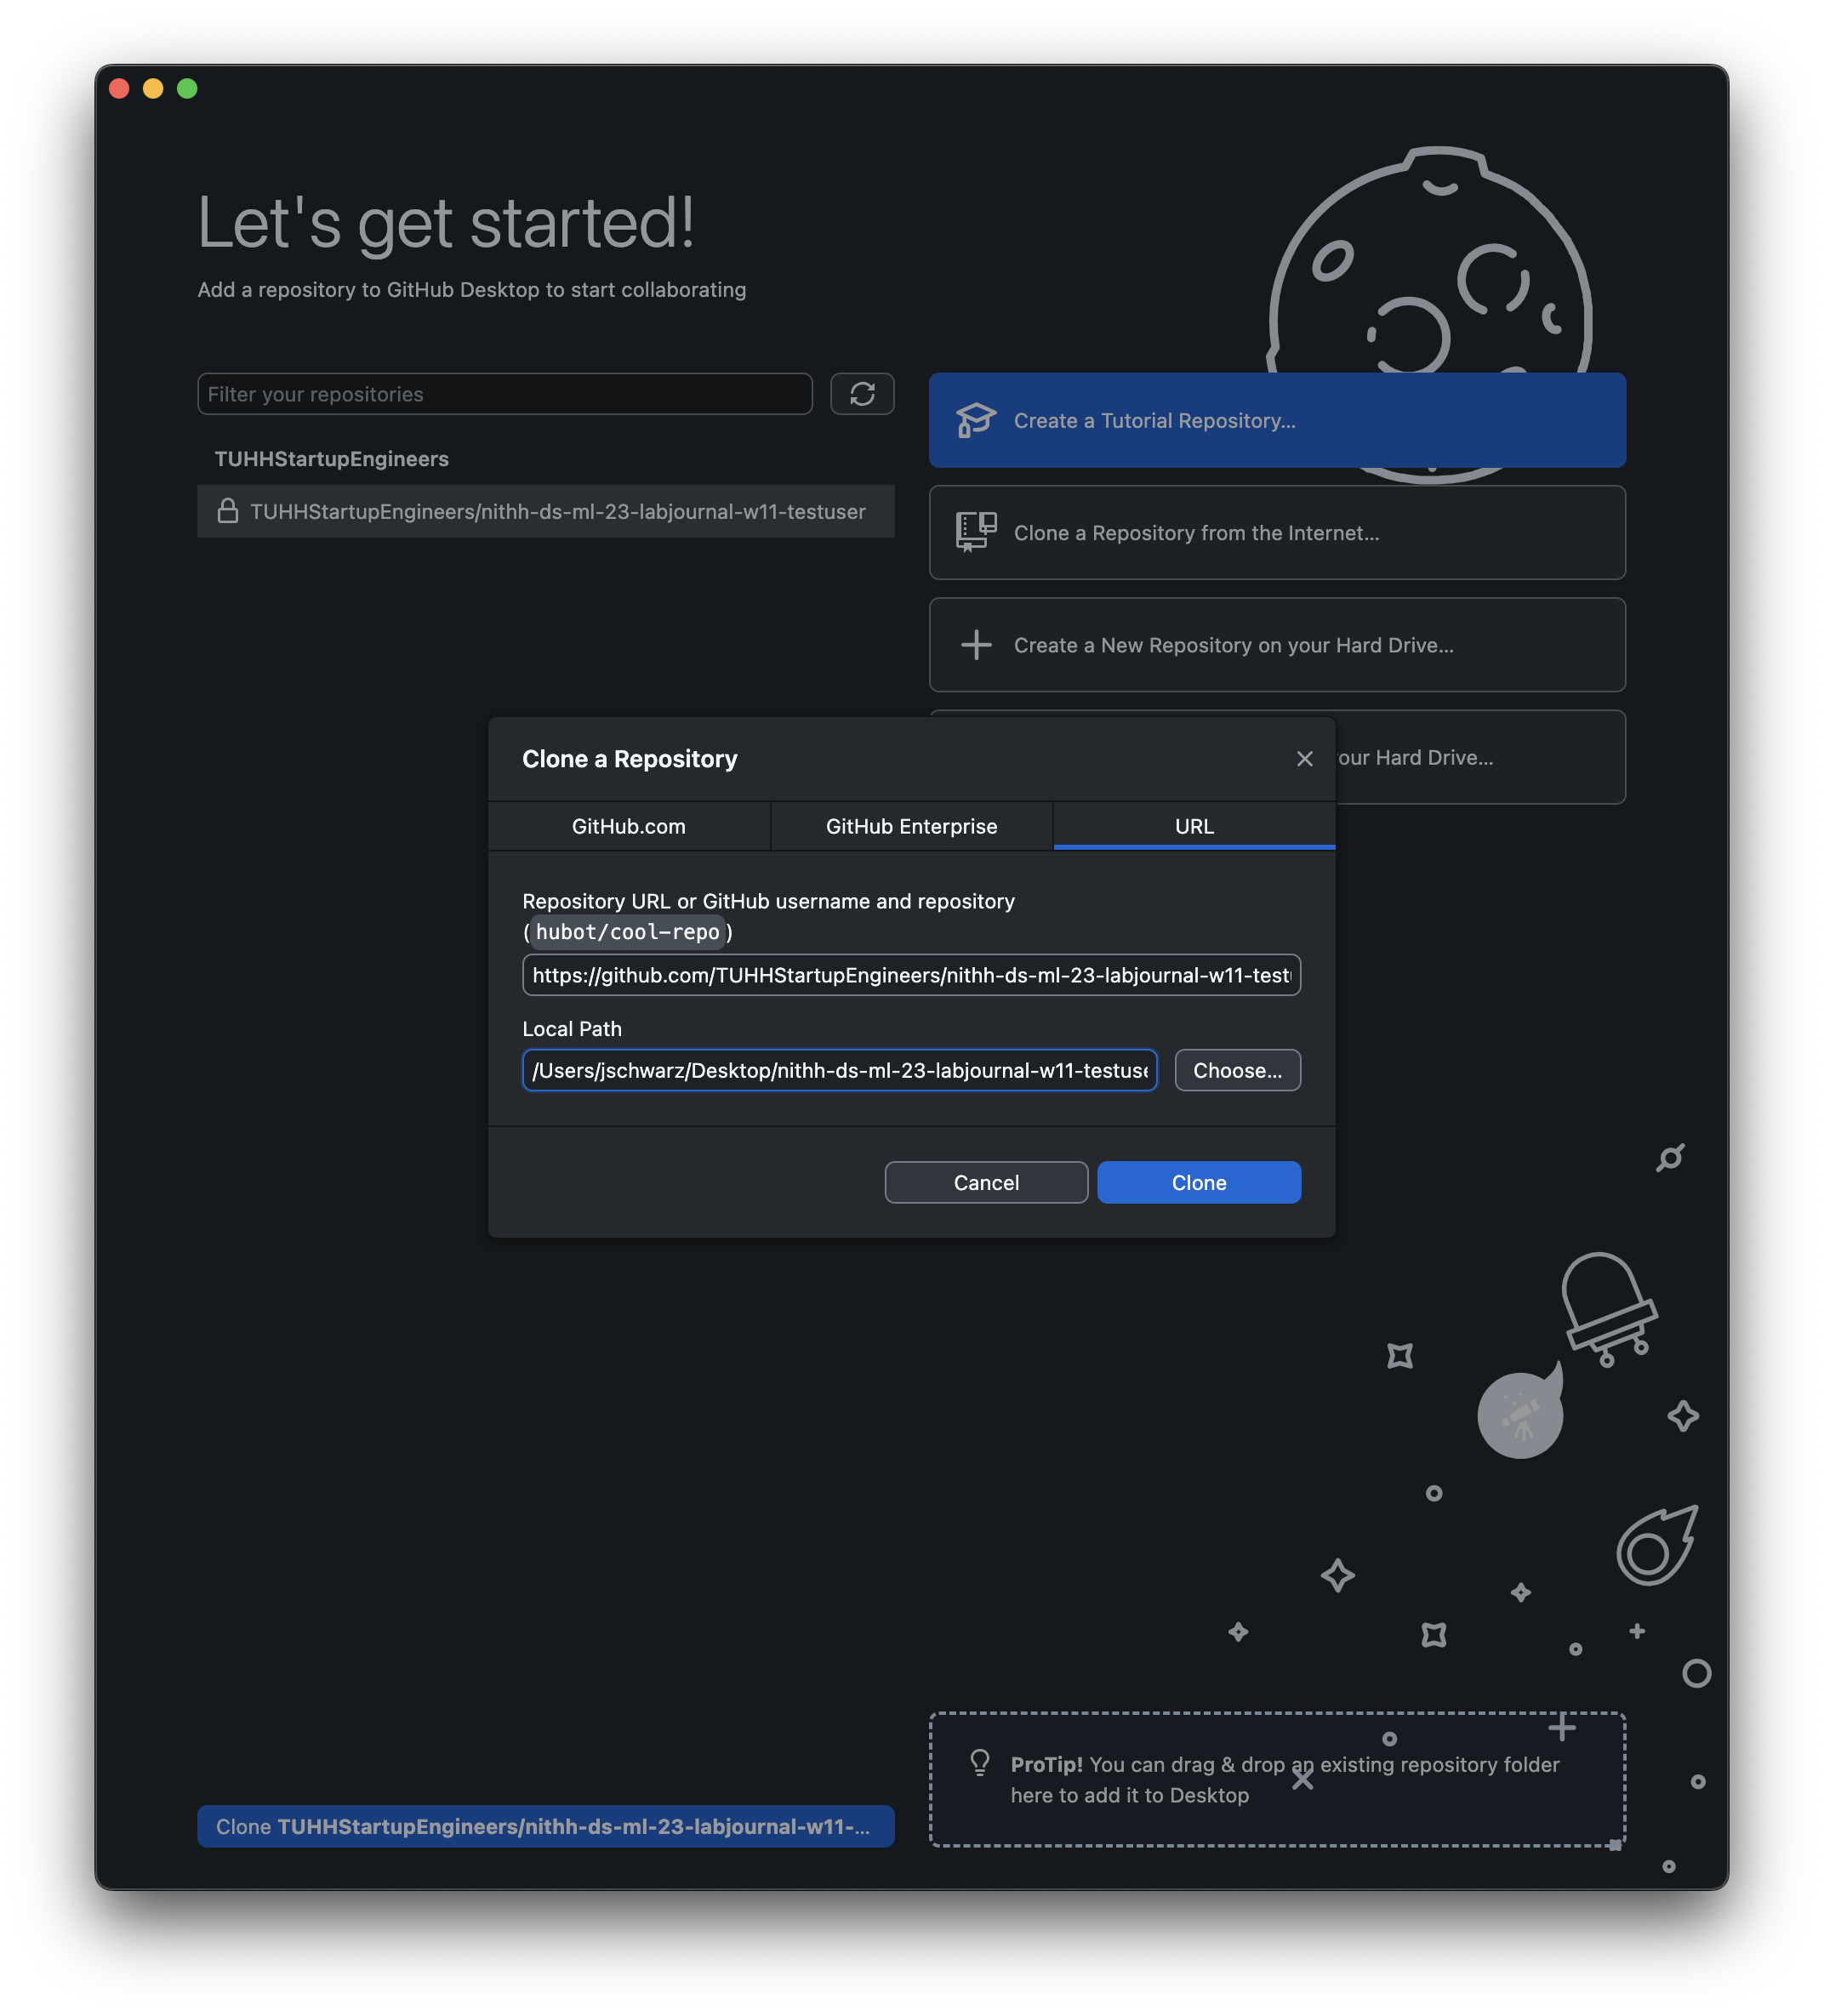 Let's get started!
Add a repository to GitHub Desktop to start collaborating
Filter your repositories
TUHHStartupEngineers
TUHHStartupEngineers/nithh-ds-ml-23-labjournal-w11-testuser
Create a Tutorial Repository...
Clone a Repository from the Internet...
Create a New Repository on your Hard Drive...
our Hard Drive...
Clone a Repository
GitHub.com
GitHub Enterprise
URL
Repository URL or GitHub username and repository
(hubot/cool-repo)
https://github.com/TUHHStartupEngineers/nithh-ds-ml-23-labjournal-w11-test
Local Path
/Users/jschwarz/Desktop/nithh-ds-ml-23-labjournal-w11-testuse
Choose...
Cancel
Clone
ProTip! You can drag & drop an existing repository folder
here to add it to Desktop
Clone TUHHStartupEngineers/nithh-ds-ml-23-labjournal-w11-...